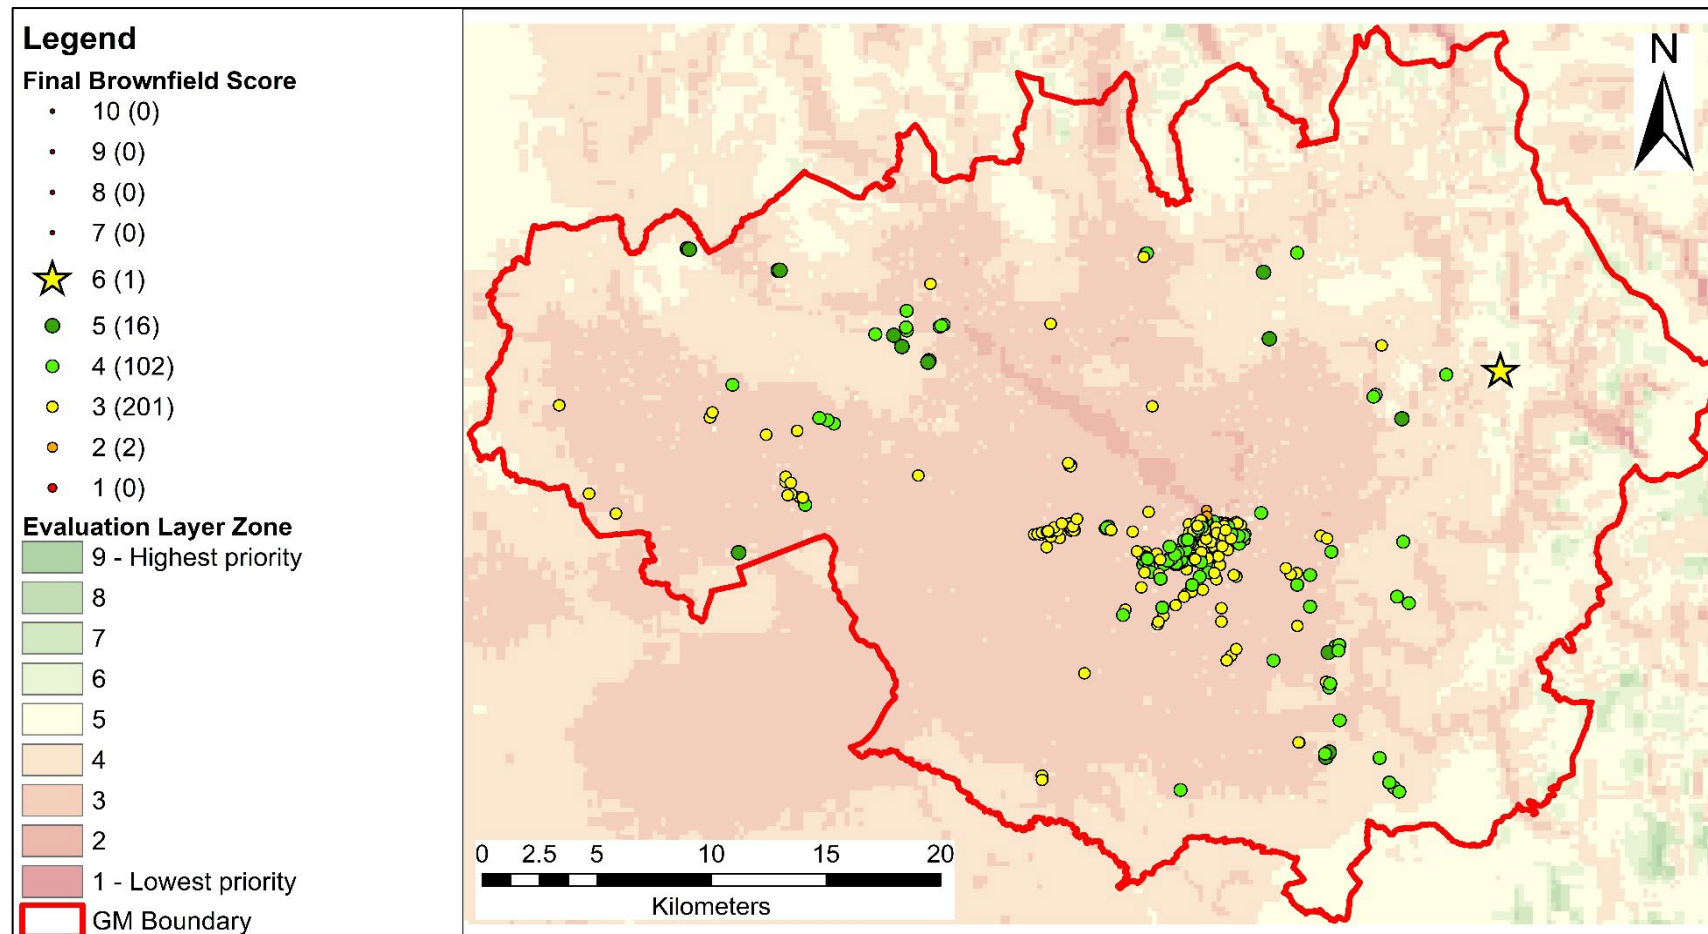 Legend
Final Brownfield Score
10 (0)
9 (0)
8 (0)
7 (0)
6 (1)
5 (16)
4 (102)
3 (201)
2 (2)
1 (0)
Evaluation Layer Zone
9 - Highest priority
8
7
6
5
4
3
2
1 - Lowest priority
GM Boundary
N
0 2.5 5 10 15 20
Kilometers